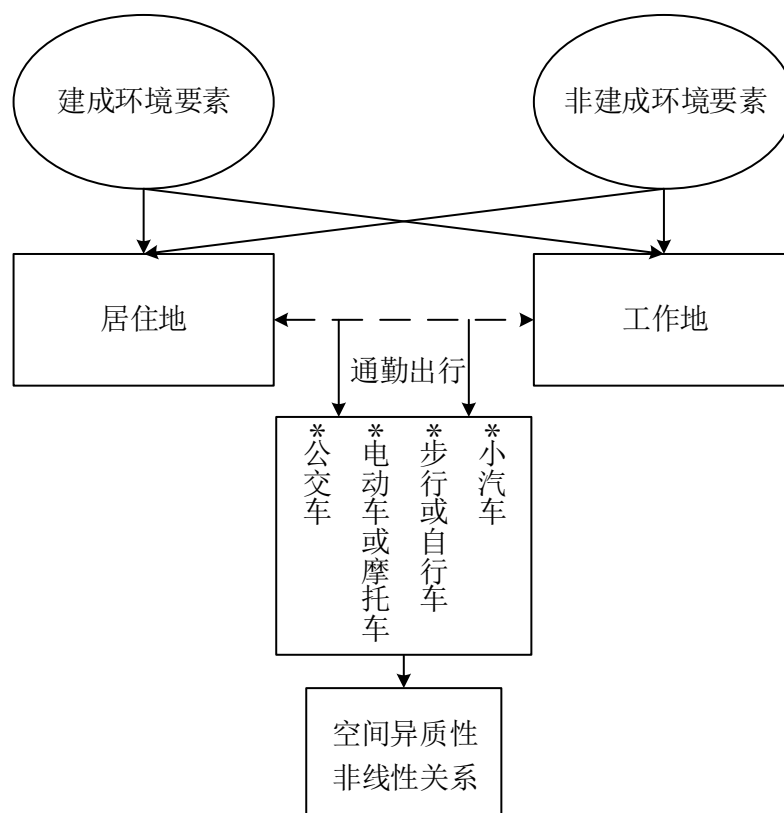 建成环境要素
非建成环境要素
居住地
工作地
通勤出行
*公交车
*电动车或摩托车
*步行或自行车
*小汽车
空间异质性
非线性关系